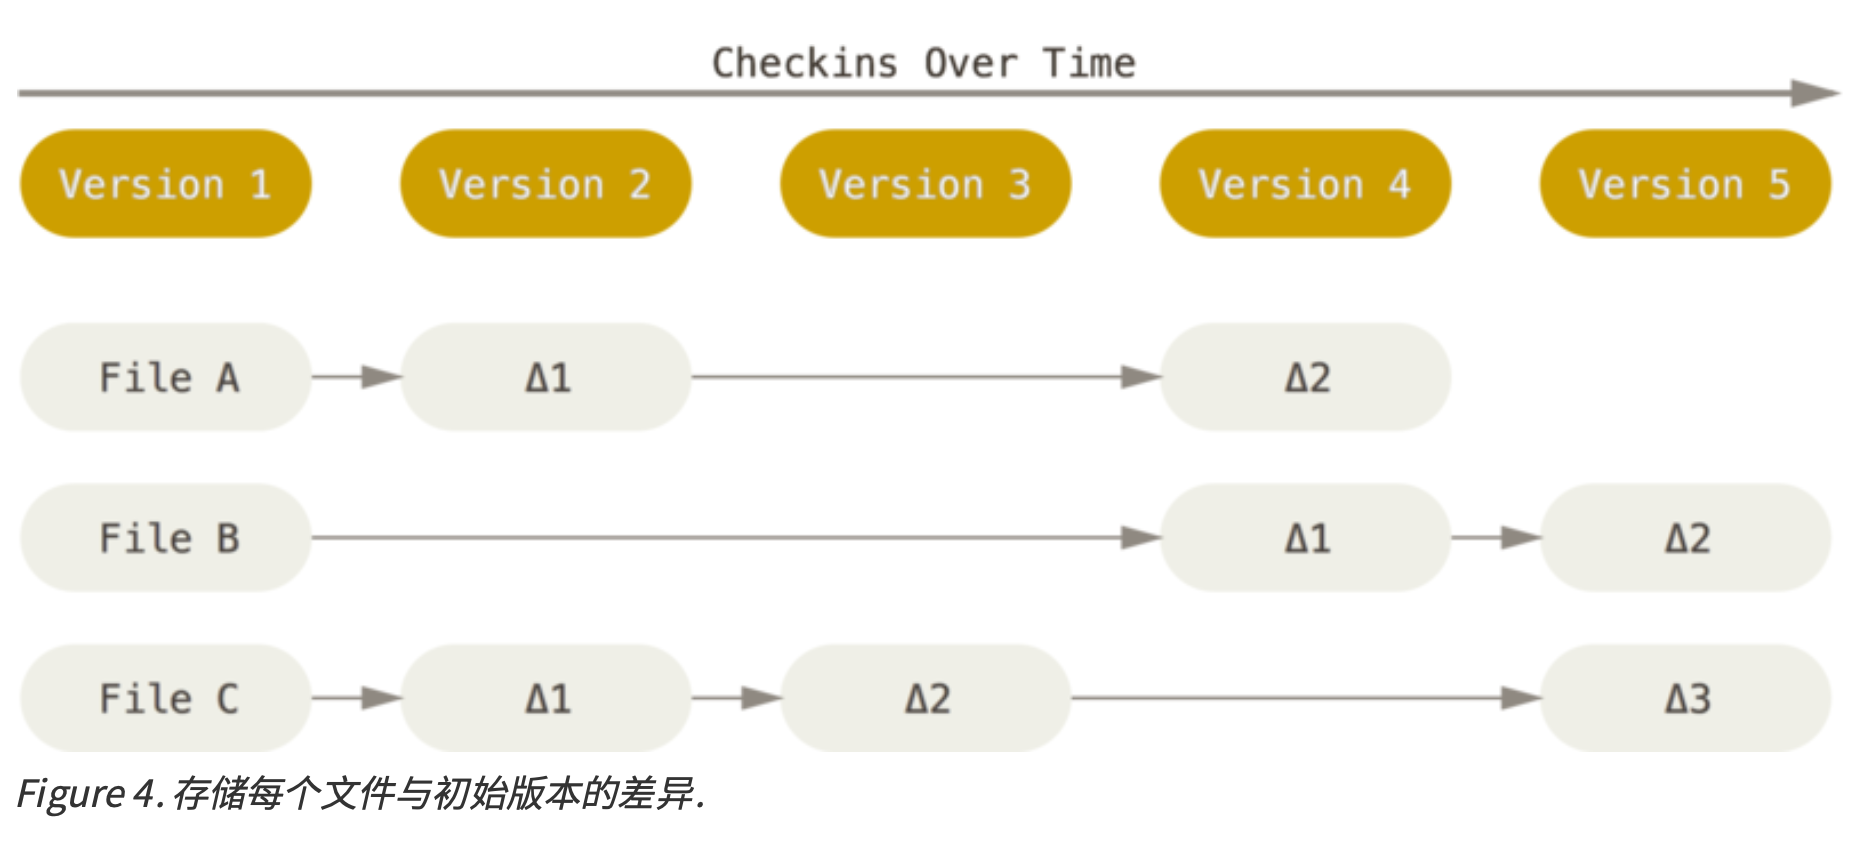 Checkins Over Time
Version 1 Version 2 Version 3 Version 4 Version 5
File A Δ1 Δ2
File B Δ1 Δ2
File C Δ1 Δ2 Δ3
Figure 4. 存储每个文件与初始版本的差异.